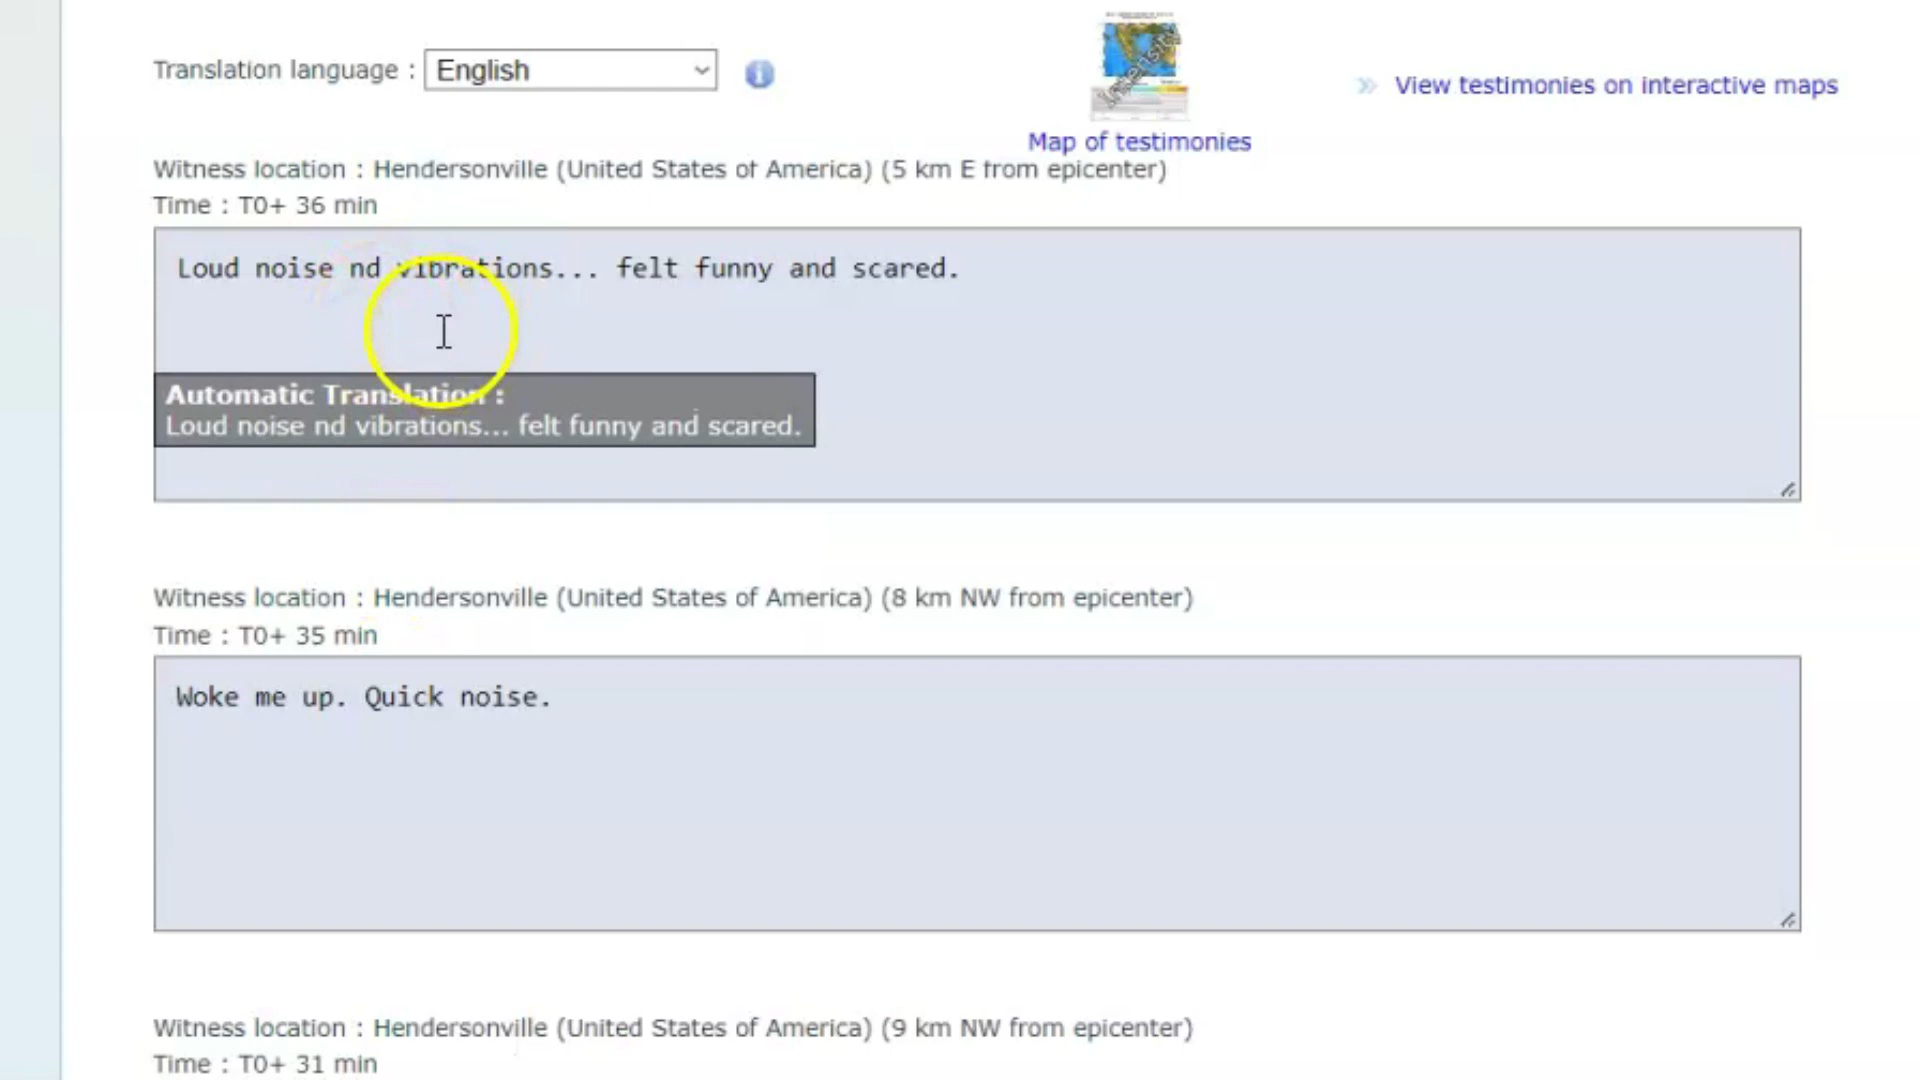 Translation language : English
View testimonies on interactive maps
Map of testimonies
Witness location : Hendersonville (United States of America) (5 km E from epicenter)
Time : T0+ 36 min
Loud noise nd vibrations... felt funny and scared.
Automatic Translation :
Loud noise nd vibrations... felt funny and scared.
Witness location : Hendersonville (United States of America) (8 km NW from epicenter)
Time : T0+ 35 min
Woke me up. Quick noise.
Witness location : Hendersonville (United States of America) (9 km NW from epicenter)
Time : T0+ 31 min